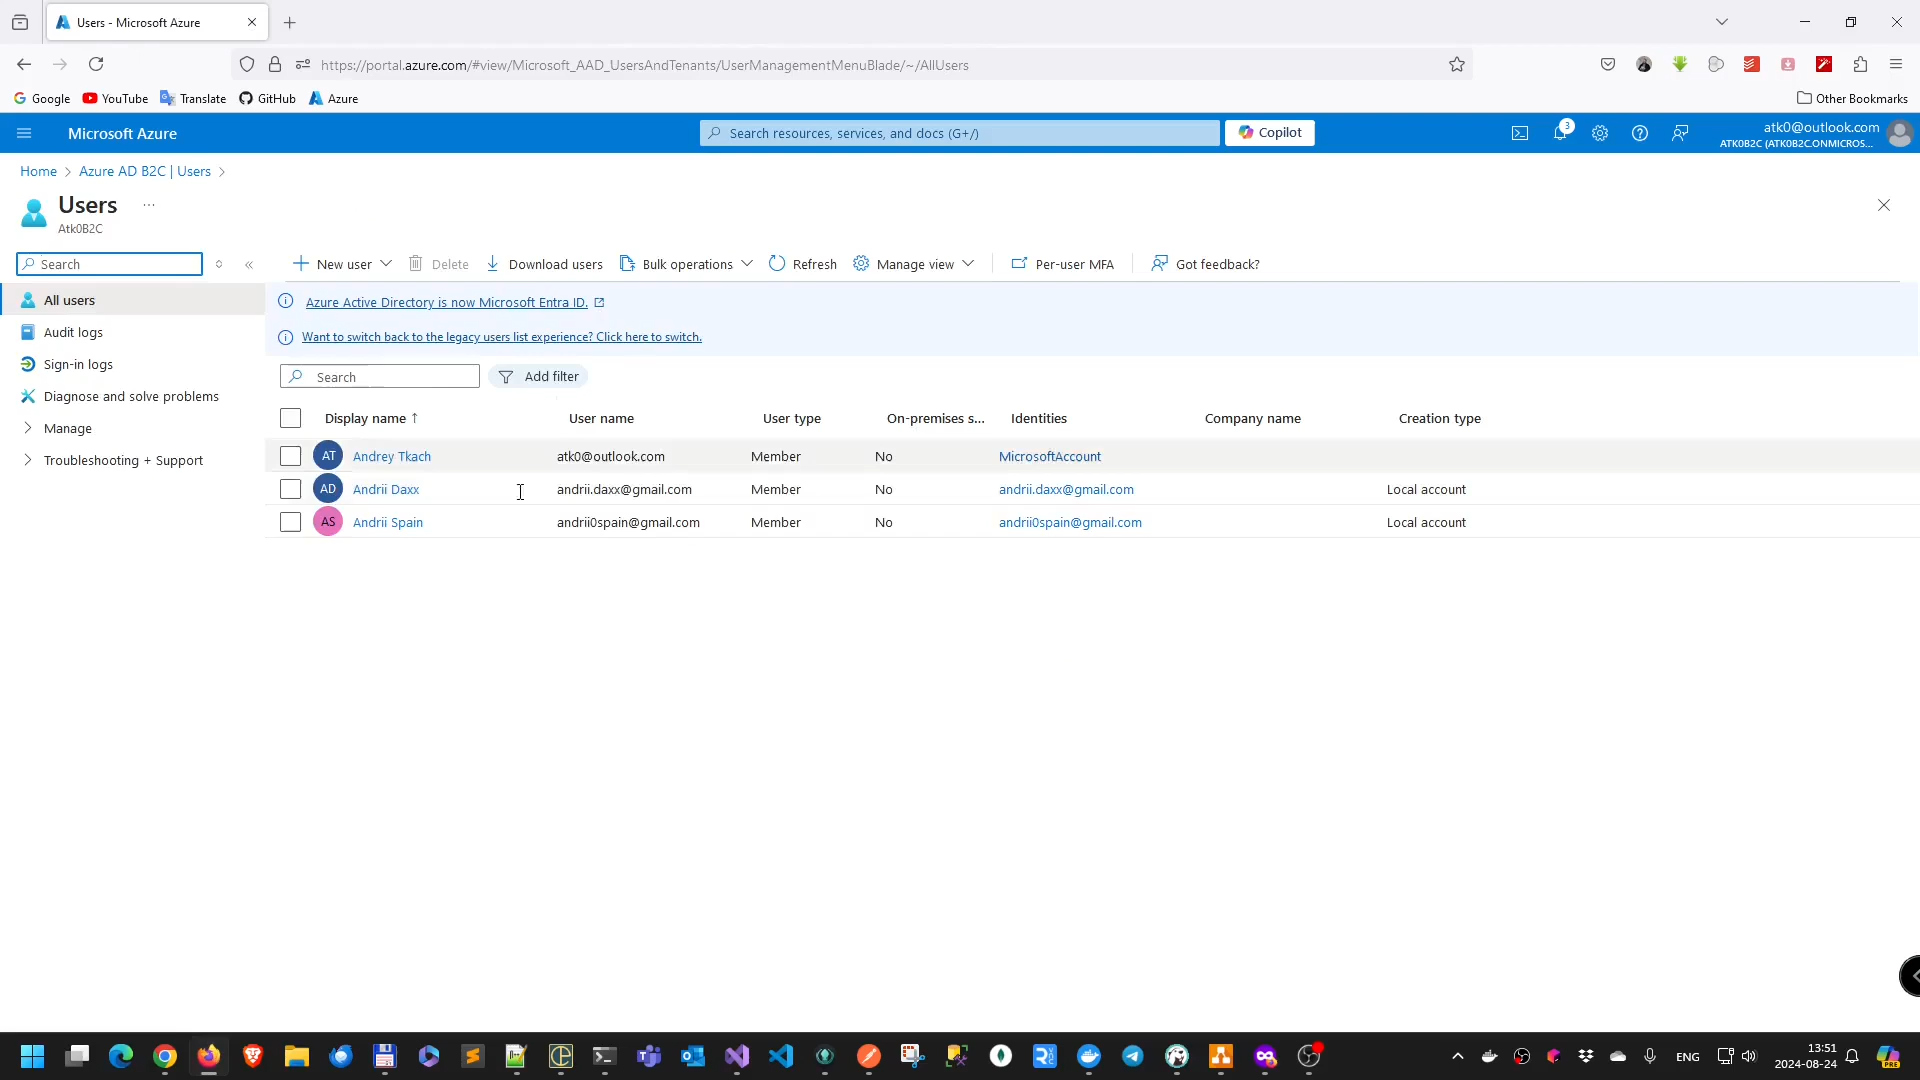 Users - Microsoft Azure
https://portal.azure.com/#view/Microsoft_AAD_UsersAndTenants/UserManagementMenuBlade/~/AllUsers
Google YouTube Translate GitHub Azure Other Bookmarks
Microsoft Azure
Search resources, services, and docs (G+/)
Copilot
3
atk0@outlook.com
ATK0B2C (ATK0B2C.ONMICROS...
Home > Azure AD B2C | Users >
Users ...
Atk0B2C
Search
New user Delete Download users Bulk operations Refresh Manage view Per-user MFA Got feedback?
All users
Audit logs
Sign-in logs
Diagnose and solve problems
Manage
Troubleshooting + Support
Azure Active Directory is now Microsoft Entra ID.
Want to switch back to the legacy users list experience? Click here to switch.
Search Add filter
Display name ↑ User name User type On-premises s... Identities Company name Creation type
AT Andrey Tkach atk0@outlook.com Member No MicrosoftAccount
AD Andrii Daxx andrii.daxx@gmail.com Member No andrii.daxx@gmail.com Local account
AS Andrii Spain andrii0spain@gmail.com Member No andrii0spain@gmail.com Local account
ENG
13:51
2024-08-24
PRE